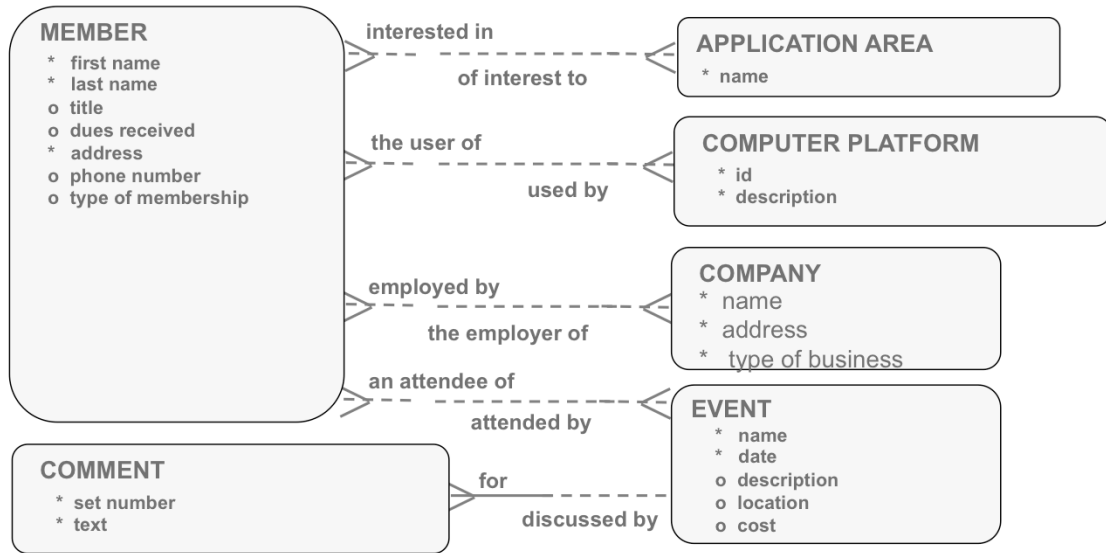 MEMBER
* first name
* last name
o title
o dues received
* address
o phone number
o type of membership
interested in
of interest to
APPLICATION AREA
* name
the user of
used by
COMPUTER PLATFORM
* id
* description
employed by
the employer of
COMPANY
* name
* address
* type of business
an attendee of
attended by
EVENT
* name
* date
o description
o location
o cost
COMMENT
* set number
* text
for
discussed by